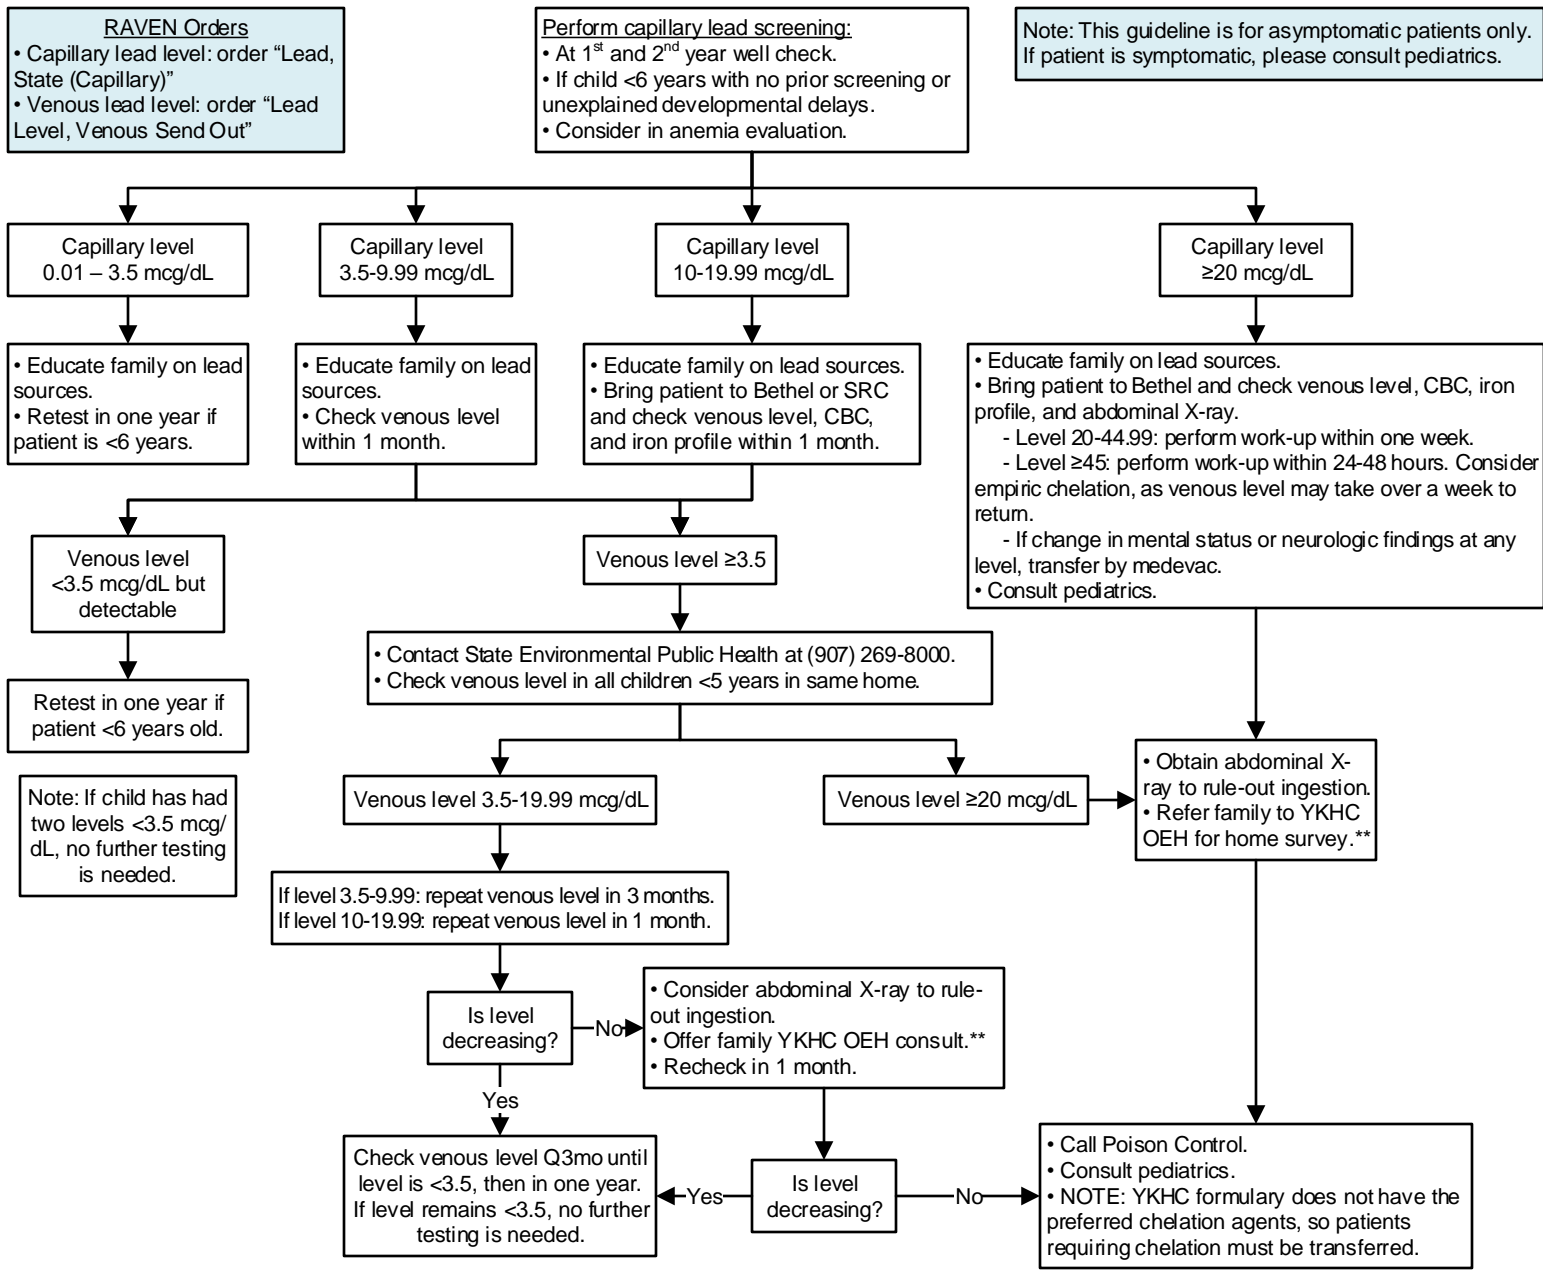 RAVEN Orders
• Capillary lead level: order “Lead,
State (Capillary)”
• Venous lead level: order “Lead
Level, Venous Send Out”
Perform capillary lead screening:
• At 1st and 2nd year well check.
• If child <6 years with no prior screening or
unexplained developmental delays.
• Consider in anemia evaluation.
Note: This guideline is for asymptomatic patients only.
If patient is symptomatic, please consult pediatrics.
Capillary level
0.01 – 3.5 mcg/dL
Capillary level
3.5-9.99 mcg/dL
Capillary level
10-19.99 mcg/dL
Capillary level
≥20 mcg/dL
• Educate family on lead
sources.
• Retest in one year if
patient is <6 years.
• Educate family on lead
sources.
• Check venous level
within 1 month.
• Educate family on lead sources.
• Bring patient to Bethel or SRC
and check venous level, CBC,
and iron profile within 1 month.
• Educate family on lead sources.
• Bring patient to Bethel and check venous level, CBC, iron
profile, and abdominal X-ray.
- Level 20-44.99: perform work-up within one week.
- Level ≥45: perform work-up within 24-48 hours. Consider
empiric chelation, as venous level may take over a week to
return.
- If change in mental status or neurologic findings at any
level, transfer by medevac.
• Consult pediatrics.
Venous level
<3.5 mcg/dL but
detectable
Venous level ≥3.5
• Contact State Environmental Public Health at (907) 269-8000.
• Check venous level in all children <5 years in same home.
Retest in one year if
patient <6 years old.
Note: If child has had
two levels <3.5 mcg/
dL, no further testing
is needed.
Venous level 3.5-19.99 mcg/dL
Venous level ≥20 mcg/dL
• Obtain abdominal X-
ray to rule-out ingestion.
• Refer family to YKHC
OEH for home survey.**
If level 3.5-9.99: repeat venous level in 3 months.
If level 10-19.99: repeat venous level in 1 month.
Is level
decreasing?
No
• Consider abdominal X-ray to rule-
out ingestion.
• Offer family YKHC OEH consult.**
• Recheck in 1 month.
Yes
Check venous level Q3mo until
level is <3.5, then in one year.
If level remains <3.5, no further
testing is needed.
Yes
Is level
decreasing?
No
• Call Poison Control.
• Consult pediatrics.
• NOTE: YKHC formulary does not have the
preferred chelation agents, so patients
requiring chelation must be transferred.